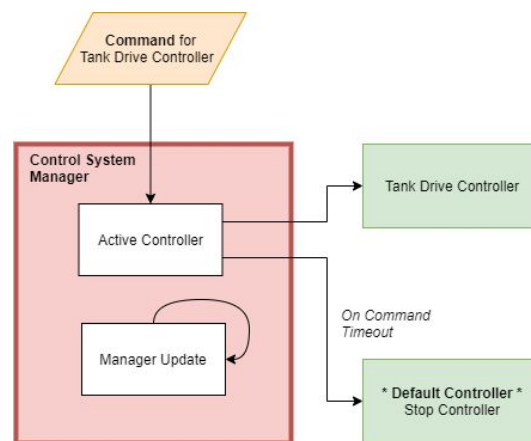 Command for
Tank Drive Controller
Control System
Manager
Active Controller
Tank Drive Controller
Manager Update
On Command
Timeout
* Default Controller *
Stop Controller